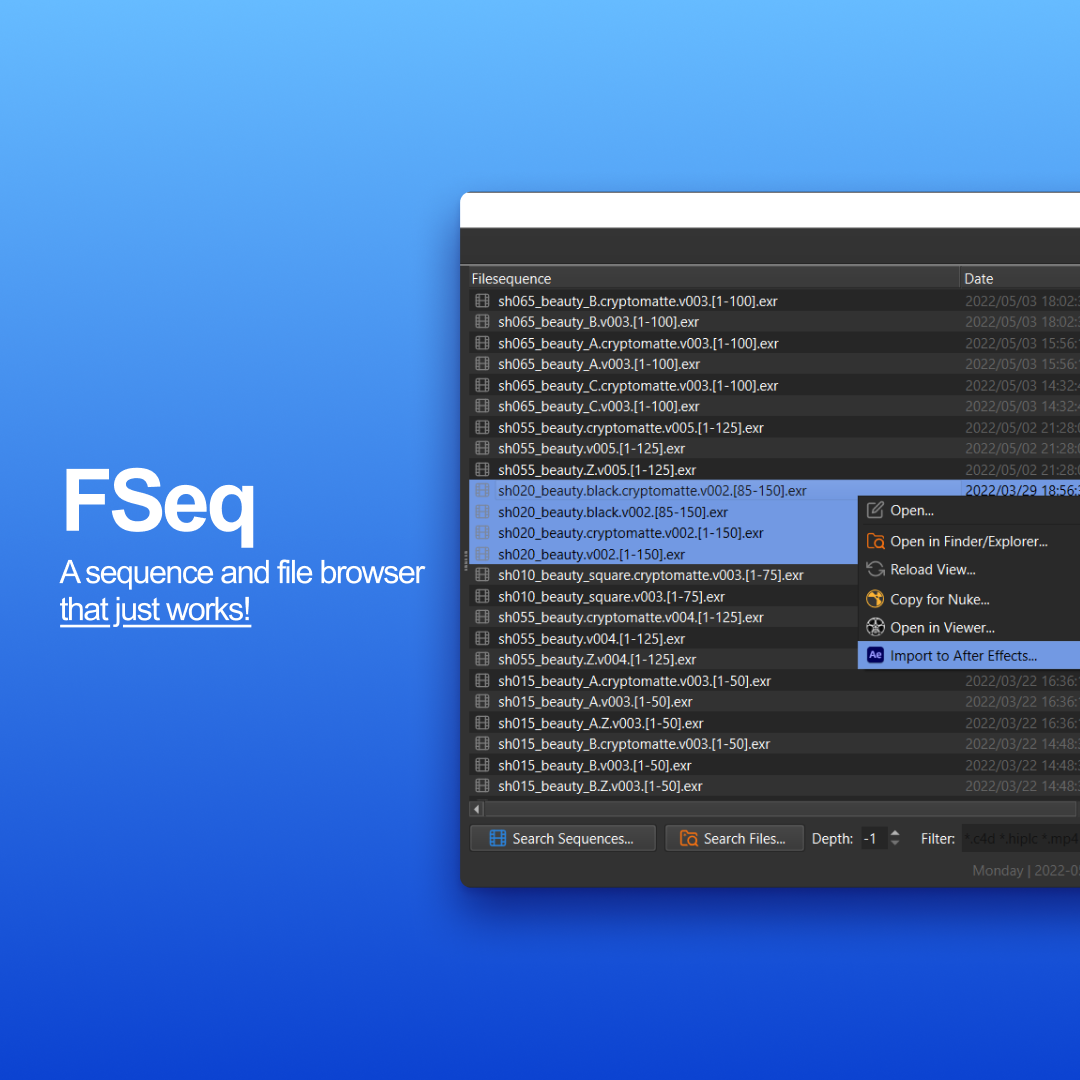 FSeq
A sequence and file browser
that just works!
Filesequence Date
sh065_beauty_B.cryptomatte.v003.[1-100].exr 2022/05/03 18:02:
sh065_beauty_B.v003.[1-100].exr 2022/05/03 18:02:
sh065_beauty_A.cryptomatte.v003.[1-100].exr 2022/05/03 15:56:
sh065_beauty_A.v003.[1-100].exr 2022/05/03 15:56:
sh065_beauty_C.cryptomatte.v003.[1-100].exr 2022/05/03 14:32:
sh065_beauty_C.v003.[1-100].exr 2022/05/03 14:32:
sh055_beauty.cryptomatte.v005.[1-125].exr 2022/05/02 21:28:
sh055_beauty.v005.[1-125].exr 2022/05/02 21:28:
sh055_beauty.Z.v005.[1-125].exr 2022/05/02 21:28:
sh020_beauty.black.cryptomatte.v002.[85-150].exr 2022/03/29 18:56:
sh020_beauty.black.v002.[85-150].exr
sh020_beauty.cryptomatte.v002.[1-150].exr
sh020_beauty.v002.[1-150].exr
sh010_beauty_square.cryptomatte.v003.[1-75].exr
sh010_beauty_square.v003.[1-75].exr
sh055_beauty.cryptomatte.v004.[1-125].exr
sh055_beauty.v004.[1-125].exr
sh055_beauty.Z.v004.[1-125].exr
sh015_beauty_A.cryptomatte.v003.[1-50].exr 2022/03/22 16:36:
sh015_beauty_A.v003.[1-50].exr 2022/03/22 16:36:
sh015_beauty_A.Z.v003.[1-50].exr 2022/03/22 16:36:
sh015_beauty_B.cryptomatte.v003.[1-50].exr 2022/03/22 14:48:
sh015_beauty_B.v003.[1-50].exr 2022/03/22 14:48:
sh015_beauty_B.Z.v003.[1-50].exr 2022/03/22 14:48:
Open...
Open in Finder/Explorer...
Reload View...
Copy for Nuke...
Open in Viewer...
Ae Import to After Effects...
Search Sequences... Search Files... Depth: -1 Filter: *.c4d *.hiplc *.mp4
Monday | 2022-0